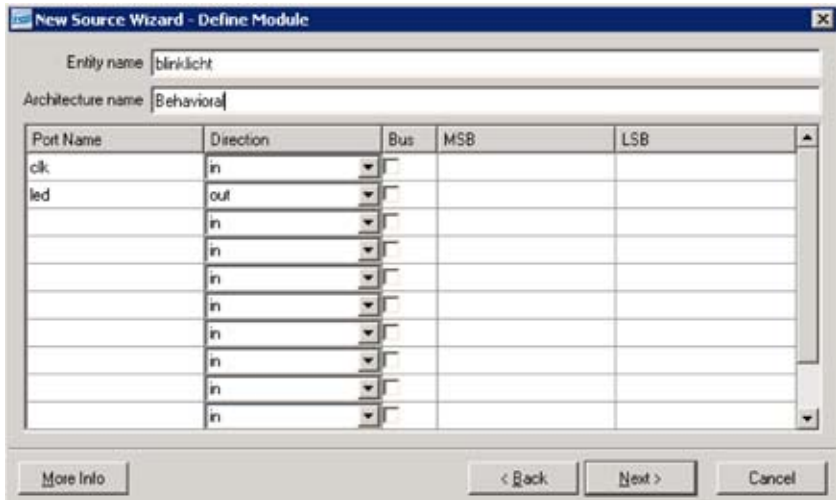 New Source Wizard - Define Module
Entity name blinklicht
Architecture name Behavioral
Port Name Direction Bus MSB LSB
clk in
led out
in
in
in
in
in
in
in
in
More Info < Back Next > Cancel